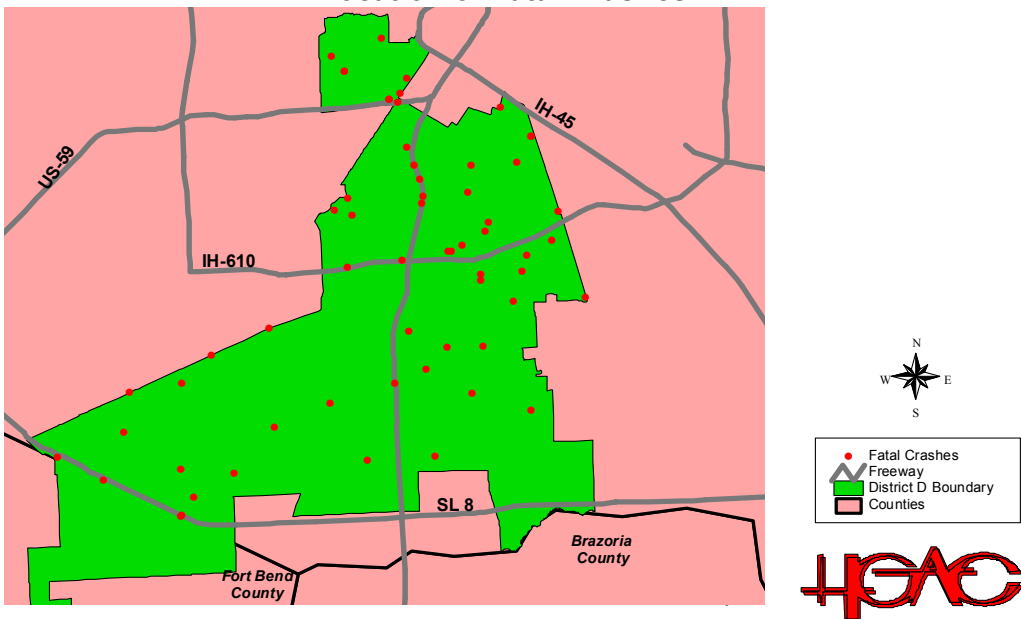 IH-45
US-59
IH-610
SL 8
Brazoria
County
Fort Bend
County
N
W E
S
Fatal Crashes
Freeway
District D Boundary
Counties
HGAC